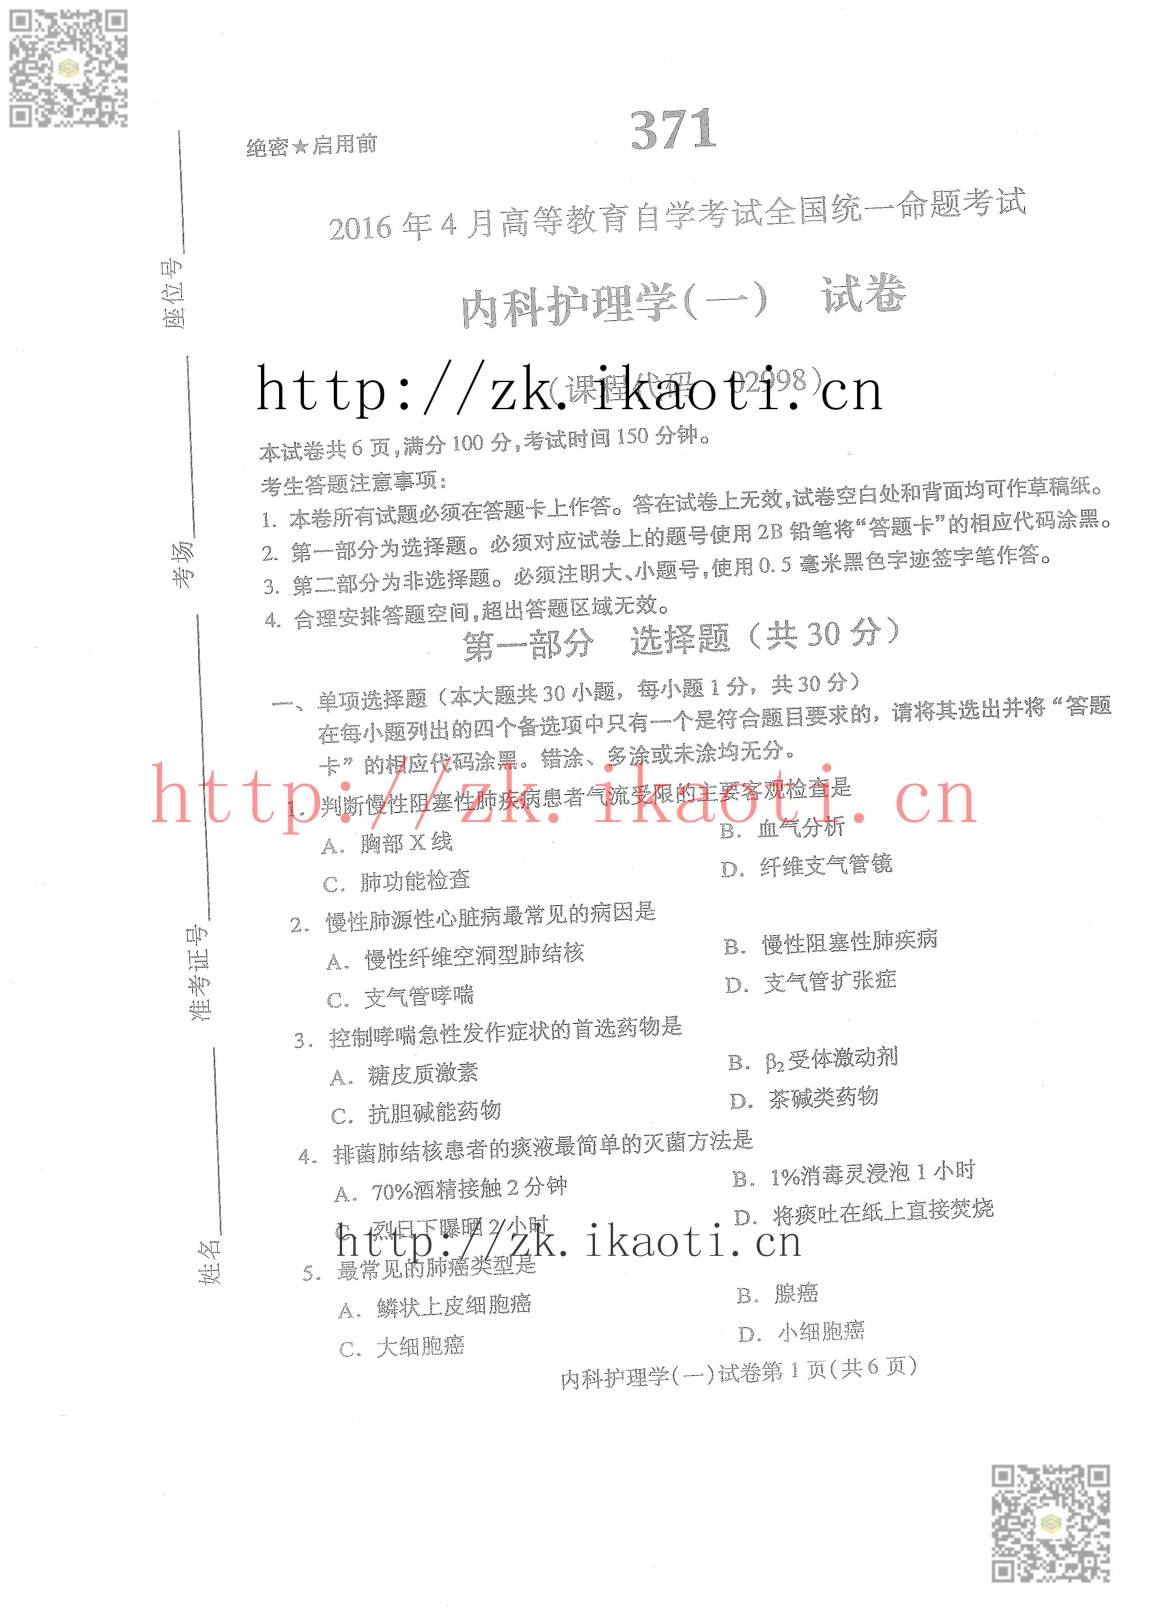 371
绝密★启用前
2016 年 4 月高等教育自学考试全国统一命题考试
内科护理学(一) 试卷
(课程代码 02998)
http://zk.ikaoti.cn
本试卷共 6 页,满分 100 分,考试时间 150 分钟。
考生答题注意事项:
1. 本卷所有试题必须在答题卡上作答。答在试卷上无效,试卷空白处和背面均可作草稿纸。
2. 第一部分为选择题。必须对应试卷上的题号使用 2B 铅笔将“答题卡”的相应代码涂黑。
3. 第二部分为非选择题。必须注明大、小题号,使用 0.5 毫米黑色字迹签字笔作答。
4. 合理安排答题空间,超出答题区域无效。
第一部分 选择题（共 30 分）
一、单项选择题（本大题共 30 小题，每小题 1 分，共 30 分）
在每小题列出的四个备选项中只有一个是符合题目要求的，请将其选出并将“答题
卡”的相应代码涂黑。错涂、多涂或未涂均无分。
http://zk.ikaoti.cn
1. 判断慢性阻塞性肺疾病患者气流受限的主要客观检查是
A. 胸部 X 线
B. 血气分析
C. 肺功能检查
D. 纤维支气管镜
2. 慢性肺源性心脏病最常见的病因是
A. 慢性纤维空洞型肺结核
B. 慢性阻塞性肺疾病
C. 支气管哮喘
D. 支气管扩张症
3. 控制哮喘急性发作症状的首选药物是
A. 糖皮质激素
B. β₂受体激动剂
C. 抗胆碱能药物
D. 茶碱类药物
4. 排菌肺结核患者的痰液最简单的灭菌方法是
A. 70%酒精接触 2 分钟
B. 1%消毒灵浸泡 1 小时
C. 烈日下曝晒 2 小时
D. 将痰吐在纸上直接焚烧
http://zk.ikaoti.cn
5. 最常见的肺癌类型是
A. 鳞状上皮细胞癌
B. 腺癌
C. 大细胞癌
D. 小细胞癌
内科护理学(一)试卷第 1 页(共 6 页)
座位号
考场
准考证号
姓名